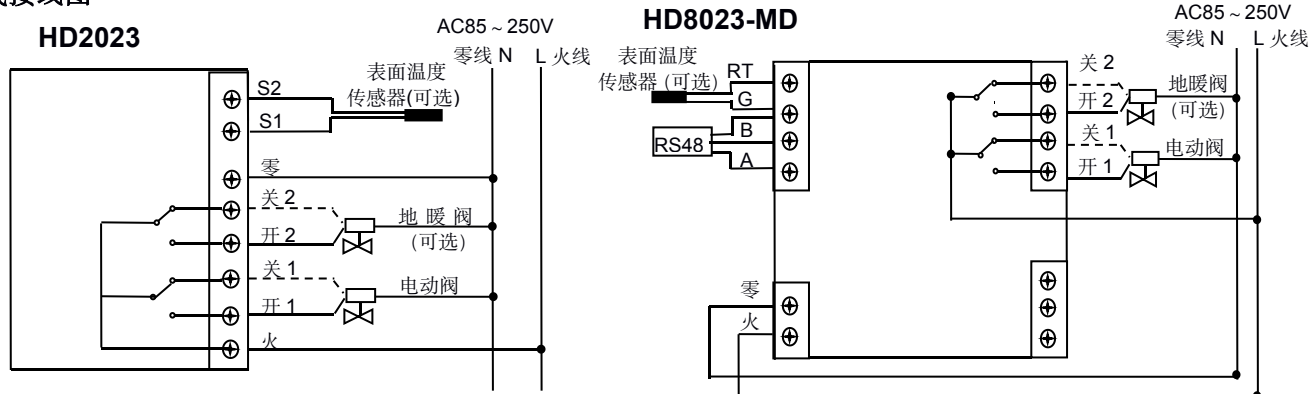 HD2023
AC85~250V
零线 N L 火线
表面温度
传感器(可选)
S2
S1
零
关 2
开 2
地 暖 阀
(可选)
关 1
开 1
电动阀
火
HD8023-MD
AC85~250V
零线 N L 火线
表面温度
传感器 (可选)
RT
G
B
A
RS48
关 2
开 2
地暖阀
(可选)
关 1
开 1
电动阀
零
火